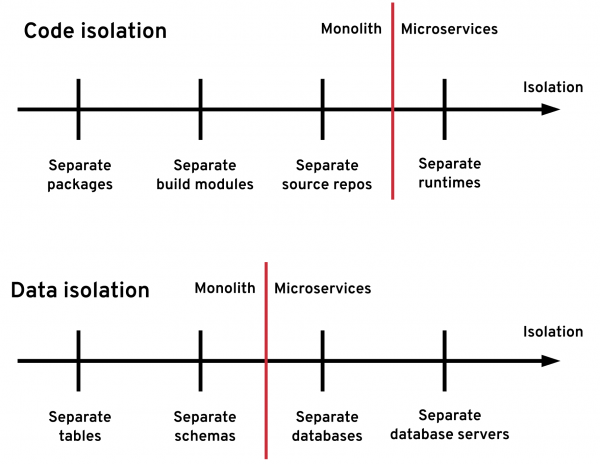 Code isolation
Monolith
Microservices
Isolation
Separate
packages
Separate
build modules
Separate
source repos
Separate
runtimes
Data isolation
Monolith
Microservices
Isolation
Separate
tables
Separate
schemas
Separate
databases
Separate
database servers